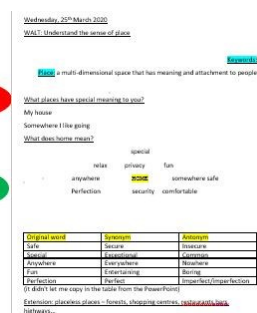 Wednesday, 25th March 2020
WALT: Understand the sense of place
Keywords:
Place: a multi-dimensional space that has meaning and attachment to people
What places have special meaning to you?
My house
Somewhere I like going
What does home mean?
special
relax privacy fun
anywhere HOME somewhere safe
Perfection security comfortable
Original word Synonym Antonym
Safe Secure Insecure
Special Exceptional Common
Anywhere Everywhere Nowhere
Fun Entertaining Boring
Perfection Perfect Imperfect/imperfection
(it didn't let me copy in the table from the PowerPoint)
Extension: placeless places – forests, shopping centres, restaurants, bars,
highways...